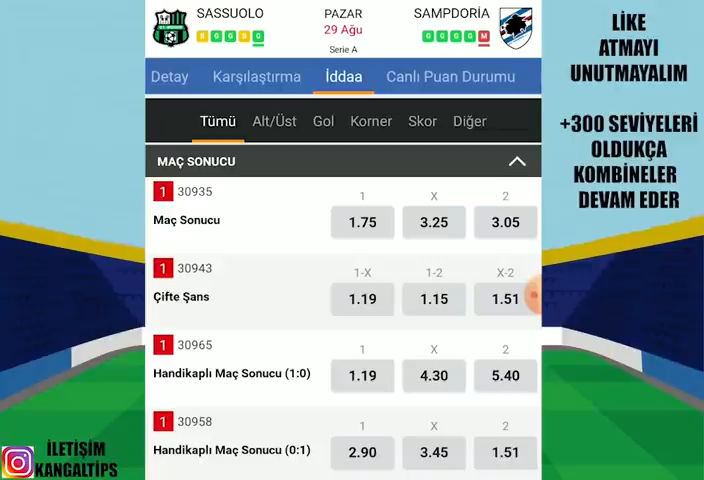 SASSUOLO
B G G B G
PAZAR
29 Ağu
Serie A
SAMPDORİA
G G G G M
Detay Karşılaştırma İddaa Canlı Puan Durumu
Tümü Alt/Üst Gol Korner Skor Diğer
MAÇ SONUCU
1 30935
Maç Sonucu
1 X 2
1.75 3.25 3.05
1 30943
Çifte Şans
1-X 1-2 X-2
1.19 1.15 1.51
1 30965
Handikaplı Maç Sonucu (1:0)
1 X 2
1.19 4.30 5.40
1 30958
Handikaplı Maç Sonucu (0:1)
1 X 2
2.90 3.45 1.51
LİKE
ATMAYI
UNUTMAYALIM
+300 SEVİYELERİ
OLDUKÇA
KOMBİNELER
DEVAM EDER
İLETİŞİM
KANGALTİPS